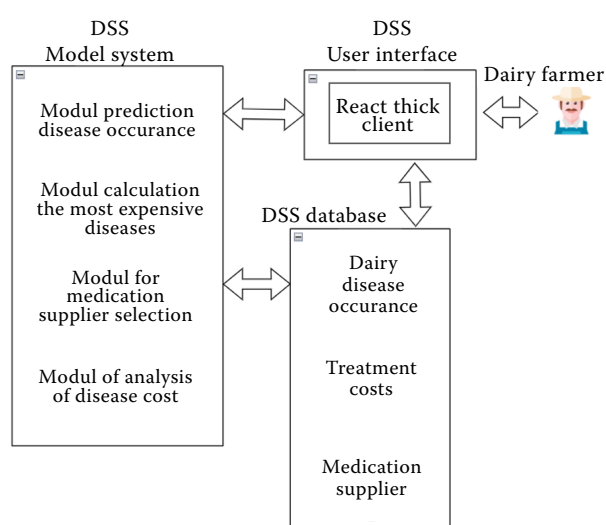 DSS
Model system
Modul prediction
disease occurance
Modul calculation
the most expensive
diseases
Modul for
medication
supplier selection
Modul of analysis
of disease cost
DSS
User interface
React thick
client
Dairy farmer
DSS database
Dairy
disease
occurance
Treatment
costs
Medication
supplier